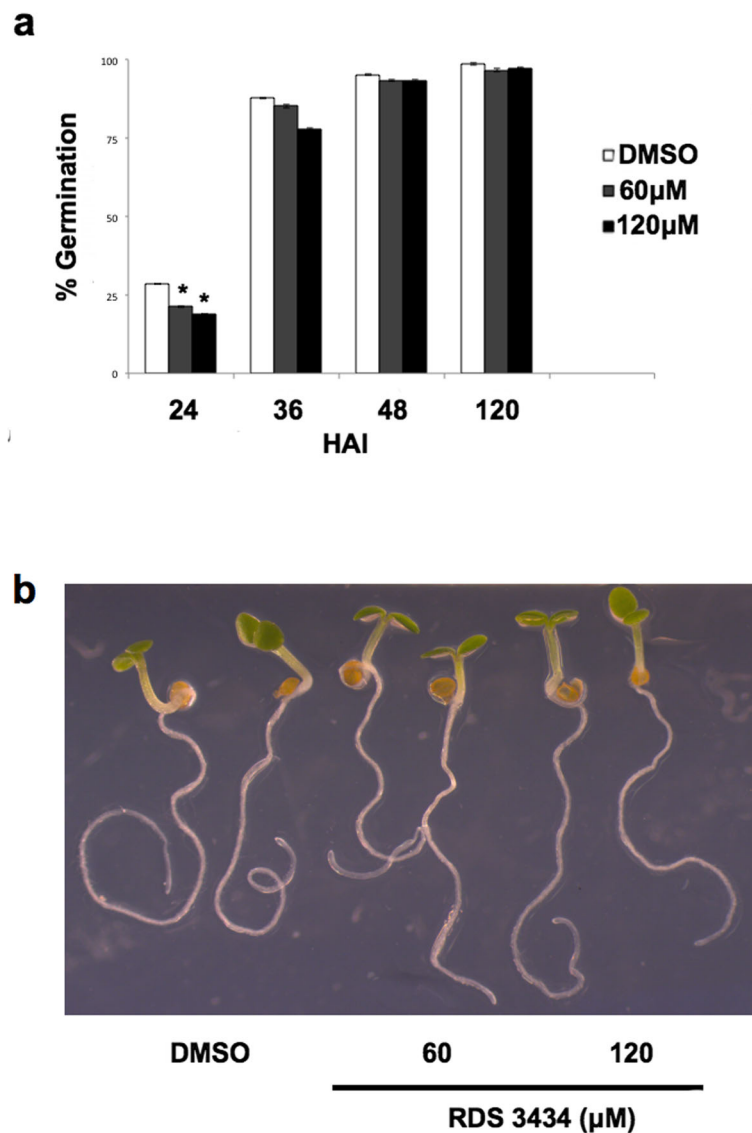 a
100
75
50
25
0
% Germination
* *
DMSO
60µM
120µM
24 36 48 120
HAI
b
DMSO 60 120
RDS 3434 (µM)